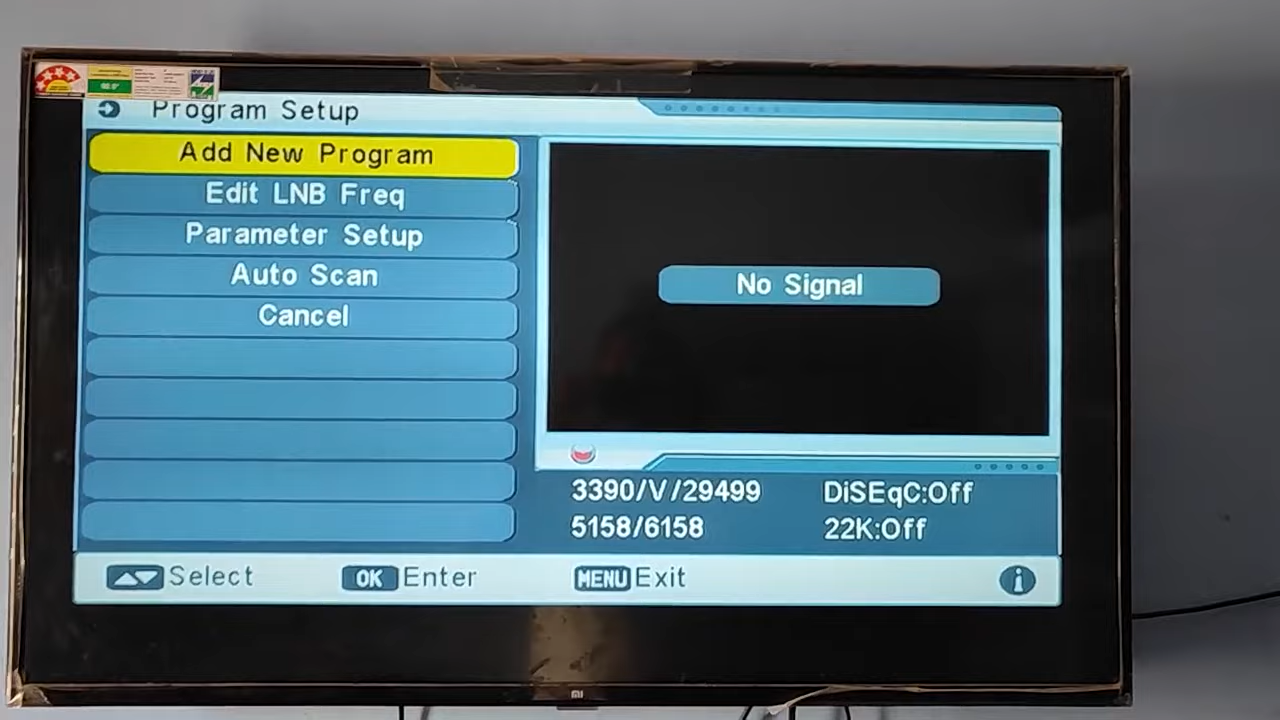 Program Setup
Add New Program
Edit LNB Freq
Parameter Setup
Auto Scan
Cancel
No Signal
3390/V/29499 DiSEqC:Off
5158/6158 22K:Off
Select OK Enter MENU Exit
mi